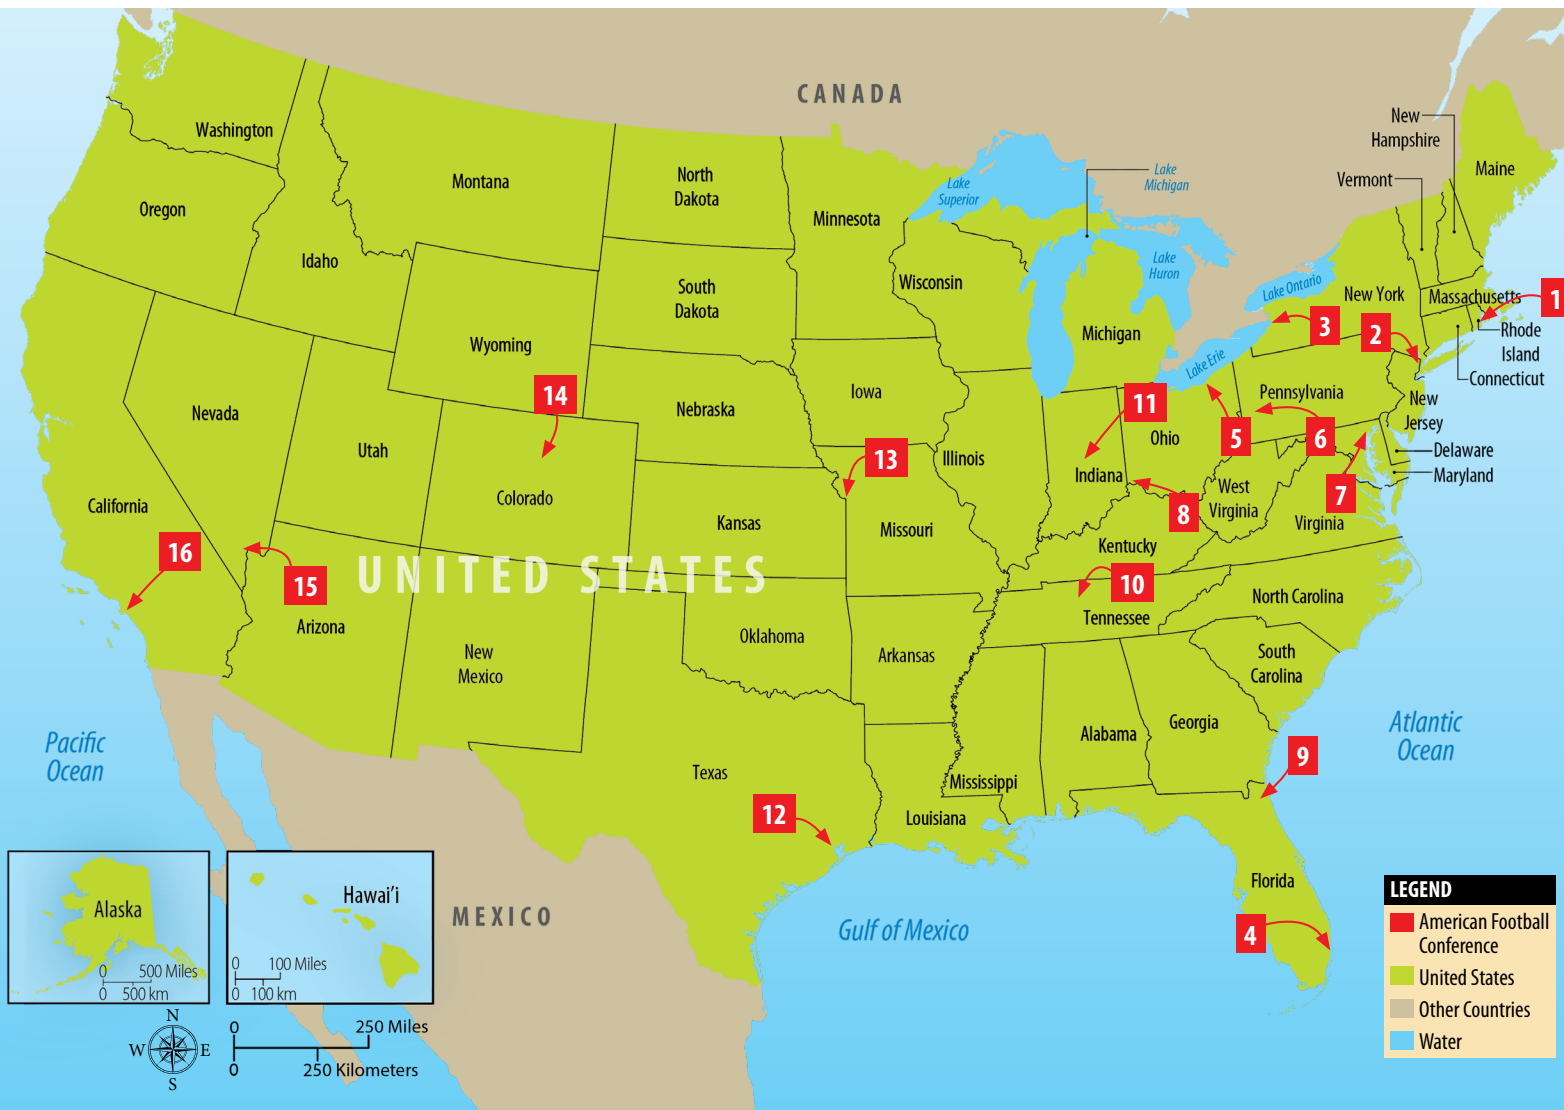 CANADA
Washington
Montana
North
Dakota
Minnesota
Lake
Superior
Lake
Michigan
New
Hampshire
Vermont
Maine
Oregon
Idaho
South
Dakota
Wisconsin
Lake
Huron
Lake Ontario
New York
Massachusetts
1
Wyoming
Michigan
3
2
Rhode
Island
Connecticut
Lake Erie
14
Iowa
11
Pennsylvania
New
Jersey
Nevada
Nebraska
Utah
13
Illinois
Ohio
5
6
Delaware
Maryland
Colorado
Indiana
West
Virginia
7
California
Kansas
Missouri
8
Virginia
16
Kentucky
UNITED STATES
15
10
Arizona
Tennessee
North Carolina
Oklahoma
New
Mexico
Arkansas
South
Carolina
Pacific
Ocean
Alabama
Georgia
Atlantic
Ocean
Texas
Mississippi
9
12
Louisiana
Florida
Alaska
Hawai'i
MEXICO
Gulf of Mexico
4
0 500 Miles
0 500 km
0 100 Miles
0 100 km
N
W E
S
0 250 Miles
0 250 Kilometers
LEGEND
American Football
Conference
United States
Other Countries
Water